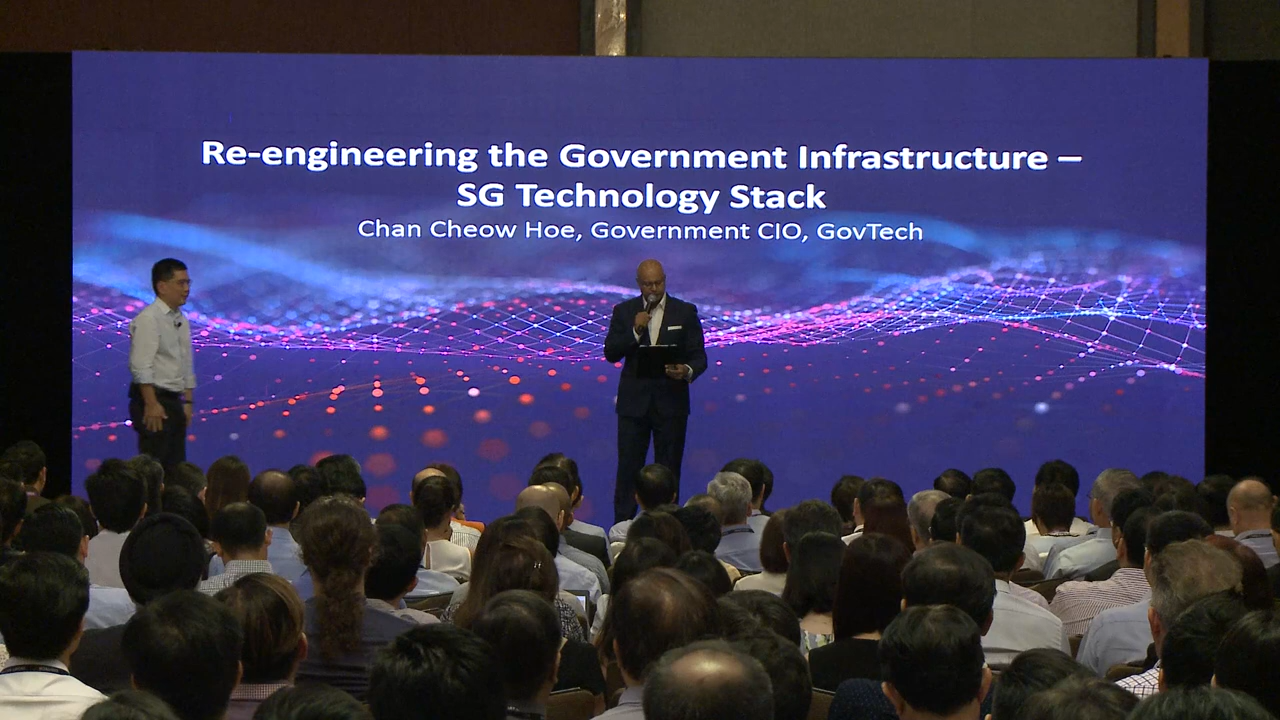 Re-engineering the Government Infrastructure –
SG Technology Stack
Chan Cheow Hoe, Government CIO, GovTech